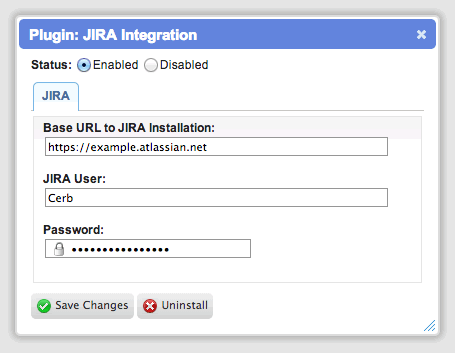 Plugin: JIRA Integration
Status: Enabled Disabled
JIRA
Base URL to JIRA Installation:
https://example.atlassian.net
JIRA User:
Cerb
Password:
••••••••••••••••
Save Changes Uninstall